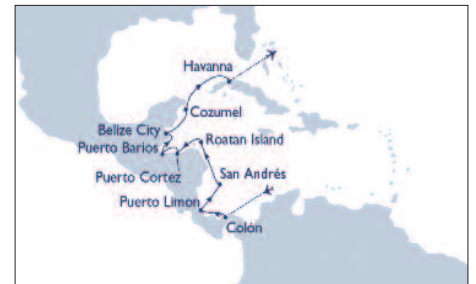 Havanna
Cozumel
Belize City
Roatan Island
Puerto Barios
Puerto Cortez
San Andrés
Puerto Limon
Colón